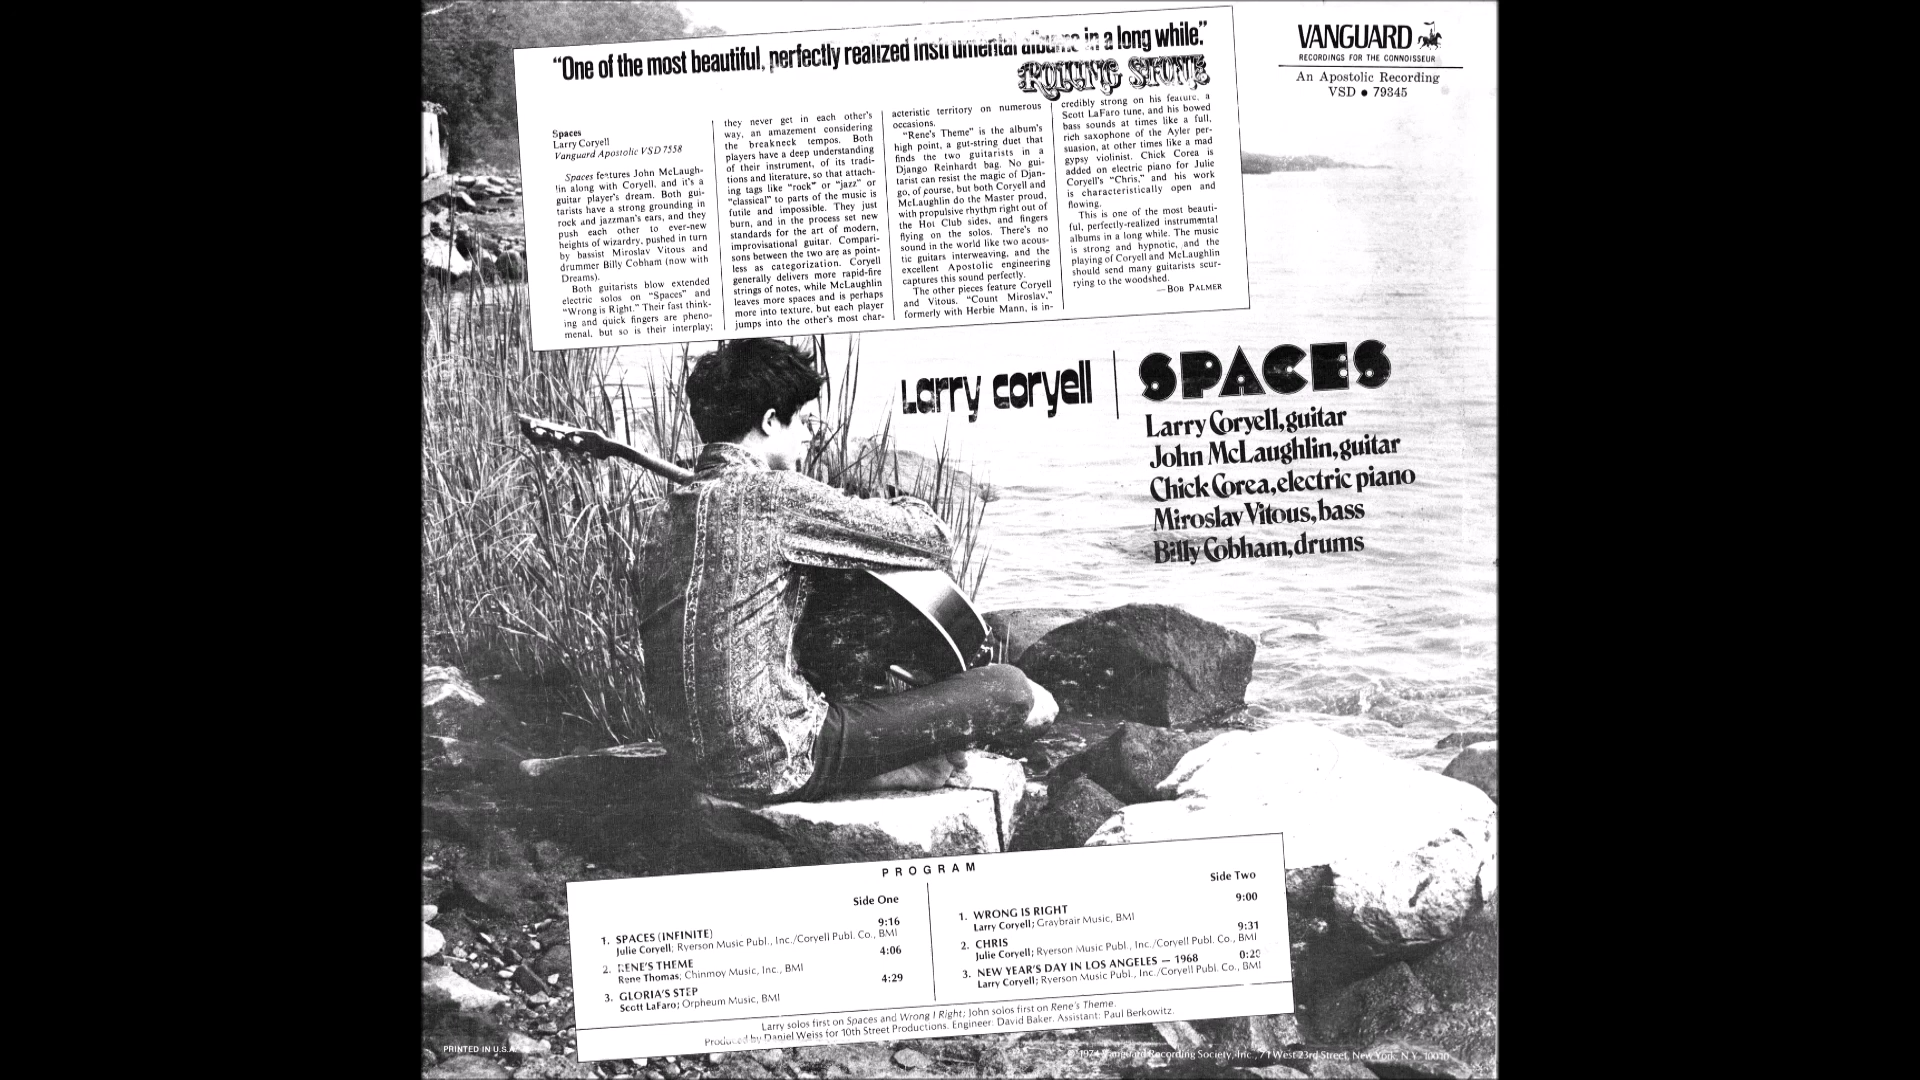 "One of the most beautiful, perfectly realized instrumental albums in a long while."
ROLLING STONE
VANGUARD
RECORDINGS FOR THE CONNOISSEUR
An Apostolic Recording
VSD • 79345
Spaces
Larry Coryell
Vanguard Apostolic VSD 7558
Spaces features John McLaugh-
lin along with Coryell, and it's a
guitar player's dream. Both gui-
tarists have a strong grounding in
rock and jazzman's ears, and they
push each other to ever-new
heights of wizardry, pushed in turn
by bassist Miroslav Vitous and
drummer Billy Cobham (now with
Dreams).
Both guitarists blow extended
electric solos on "Spaces" and
"Wrong is Right." Their fast think-
ing and quick fingers are pheno-
menal, but so is their interplay;
they never get in each other's
way, an amazement considering
the breakneck tempos. Both
players have a deep understanding
of their instrument, of its tradi-
tions and literature, so that attach-
ing tags like "rock" or "jazz" or
"classical" to parts of the music is
futile and impossible. They just
burn, and in the process set new
standards for the art of modern,
improvisational guitar. Compari-
sons between the two are as point-
less as categorization. Coryell
generally delivers more rapid-fire
strings of notes, while McLaughlin
leaves more spaces and is perhaps
more into texture, but each player
jumps into the other's most char-
acteristic territory on numerous
occasions.
"Rene's Theme" is the album's
high point, a gut-string duet that
finds the two guitarists in a
Django Reinhardt bag. No gui-
tarist can resist the magic of Djan-
go, of course, but both Coryell and
McLaughlin do the Master proud,
with propulsive rhythm right out of
the Hot Club sides, and fingers
flying on the solos. There's no
sound in the world like two acous-
tic guitars interweaving, and the
excellent Apostolic engineering
captures this sound perfectly.
The other pieces feature Coryell
and Vitous. "Count Miroslav,"
formerly with Herbie Mann, is in-
credibly strong on his feature, a
Scott LaFaro tune, and his bowed
bass sounds at times like a full,
rich saxophone of the Ayler per-
suasion, at other times like a mad
gypsy violinist. Chick Corea is
added on electric piano for Julie
Coryell's "Chris," and his work
is characteristically open and
flowing.
This is one of the most beauti-
ful, perfectly-realized instrumental
albums in a long while. The music
is strong and hypnotic, and the
playing of Coryell and McLaughlin
should send many guitarists scur-
rying to the woodshed.
—BOB PALMER
Larry Coryell | SPACES
Larry Coryell, guitar
John McLaughlin, guitar
Chick Corea, electric piano
Miroslav Vitous, bass
Billy Cobham, drums
PROGRAM
Side One
1. SPACES (INFINITE) 9:16
Julie Coryell; Ryerson Music Publ., Inc./Coryell Publ. Co., BMI
2. RENE'S THEME 4:06
Rene Thomas; Chinmoy Music, Inc., BMI
3. GLORIA'S STEP 4:29
Scott LaFaro; Orpheum Music, BMI
Side Two
1. WRONG IS RIGHT 9:00
Larry Coryell; Graybrair Music, BMI
2. CHRIS 9:31
Julie Coryell; Ryerson Music Publ., Inc./Coryell Publ. Co., BMI
3. NEW YEAR'S DAY IN LOS ANGELES — 1968
Larry Coryell; Ryerson Music Publ., Inc./Coryell Publ. Co., BMI
Larry solos first on Spaces and Wrong I Right; John solos first on Rene's Theme.
Produced by Daniel Weiss for 10th Street Productions. Engineer: David Baker. Assistant: Paul Berkowitz.
PRINTED IN U.S.A.
Vanguard Recording Society, Inc., 71 West 23rd Street, New York, N.Y. 10010